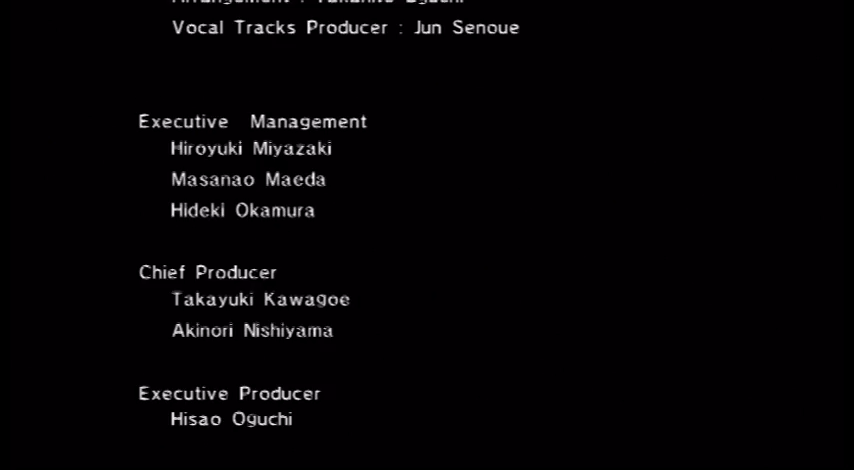 Vocal Tracks Producer : Jun Senoue
Executive Management
Hiroyuki Miyazaki
Masanao Maeda
Hideki Okamura
Chief Producer
Takayuki Kawagoe
Akinori Nishiyama
Executive Producer
Hisao Oguchi